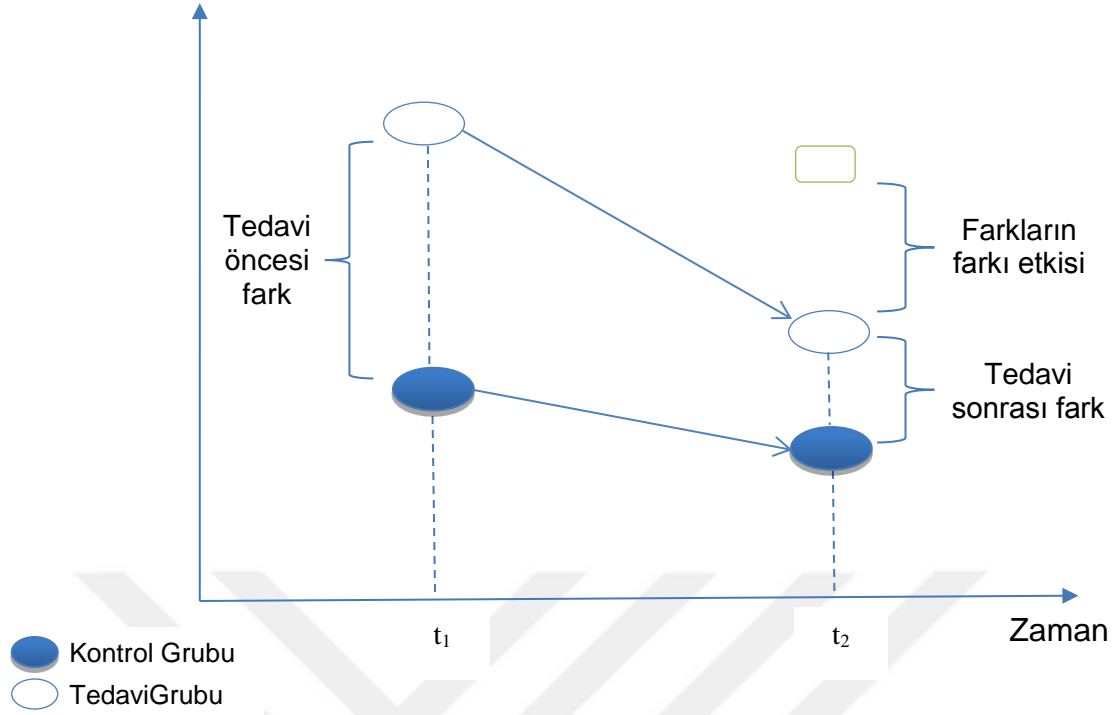 Tedavi
öncesi
fark
Farkların
farkı etkisi
Tedavi
sonrası fark
t₁
t₂
Zaman
Kontrol Grubu
TedaviGrubu